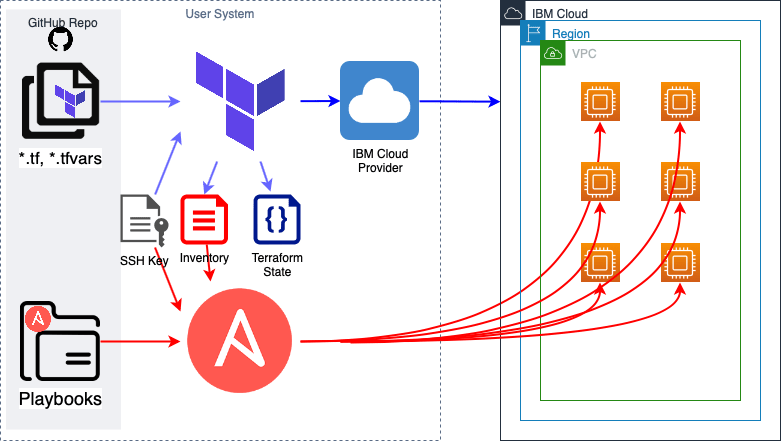 GitHub Repo
User System
IBM Cloud
Region
VPC
*.tf, *.tfvars
IBM Cloud
Provider
SSH Key
Inventory
Terraform
State
{}
Playbooks